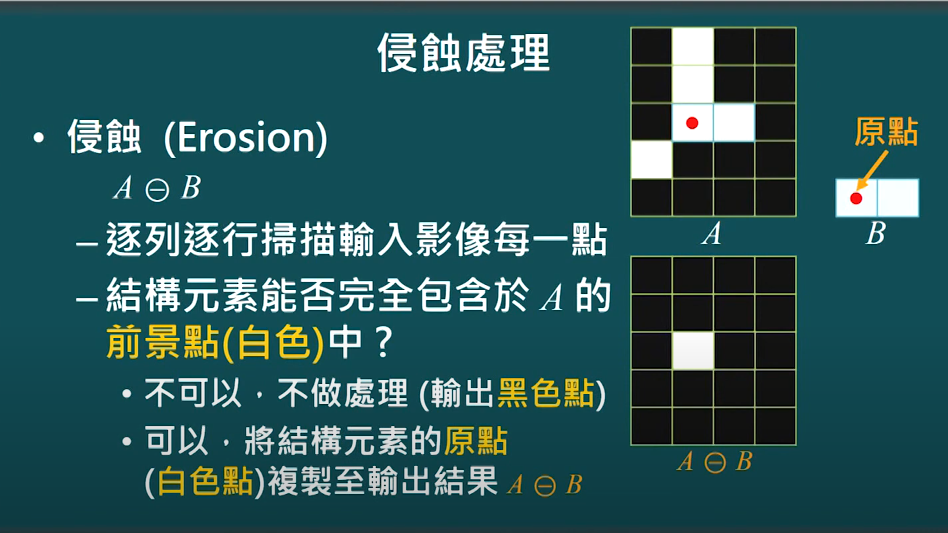 侵蝕處理
• 侵蝕 (Erosion)
A ⊖ B
– 逐列逐行掃描輸入影像每一點
– 結構元素能否完全包含於 A 的
前景點(白色)中？
• 不可以，不做處理 (輸出黑色點)
• 可以，將結構元素的原點
(白色點)複製至輸出結果 A ⊖ B
A
原點
B
A ⊖ B